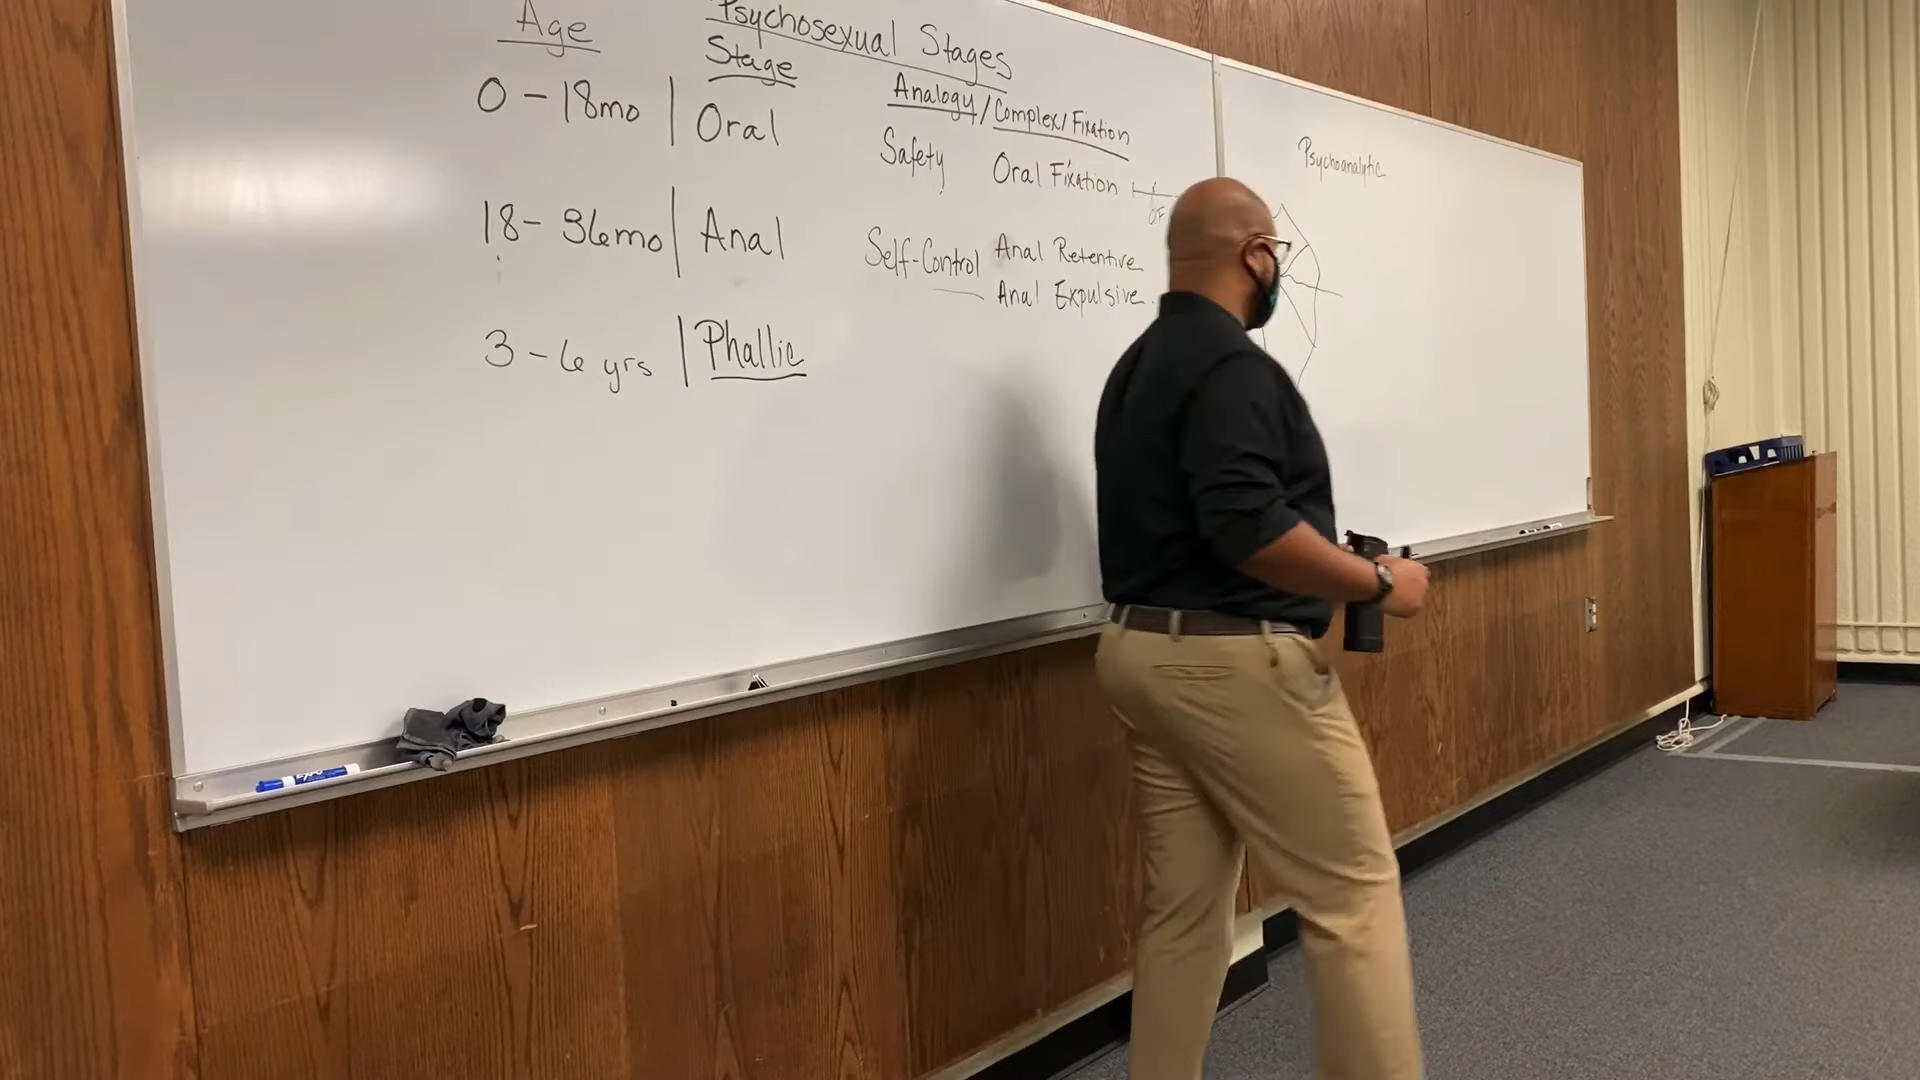 Psychosexual Stages
Age
Stage
Analogy/Complex/Fixation
0-18mo | Oral
Safety
Oral Fixation
OF
18-36mo | Anal
Self-Control
Anal Retentive
Anal Expulsive
3-6 yrs | Phallic
Psychoanalytic
EXPO